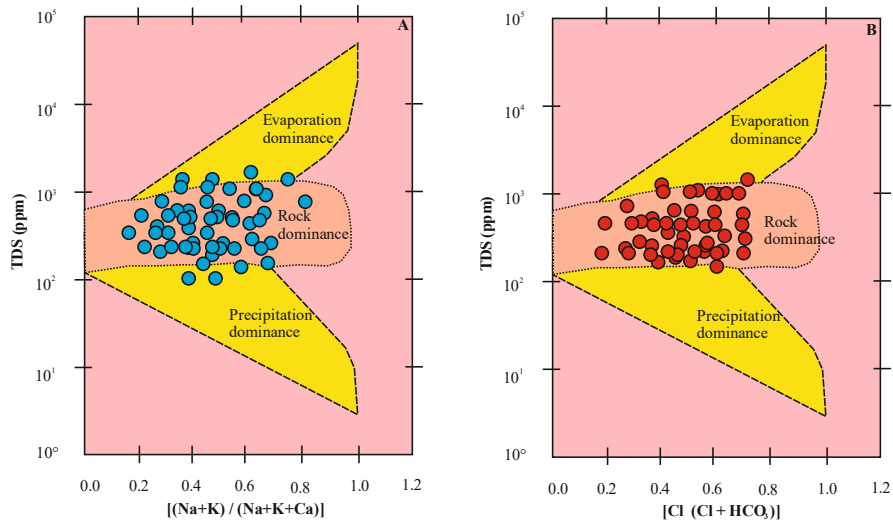 A
TDS (ppm)
10⁵
10⁴
10³
10²
10¹
10°
Evaporation
dominance
Rock
dominance
Precipitation
dominance
0.0 0.2 0.4 0.6 0.8 1.0 1.2
[(Na+K) / (Na+K+Ca)]
B
TDS (ppm)
10⁵
10⁴
10³
10²
10¹
10°
Evaporation
dominance
Rock
dominance
Precipitation
dominance
0.0 0.2 0.4 0.6 0.8 1.0 1.2
[Cl (Cl + HCO₃)]